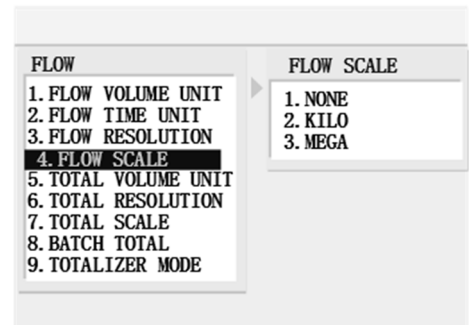 FLOW
1. FLOW VOLUME UNIT
2. FLOW TIME UNIT
3. FLOW RESOLUTION
4. FLOW SCALE
5. TOTAL VOLUME UNIT
6. TOTAL RESOLUTION
7. TOTAL SCALE
8. BATCH TOTAL
9. TOTALIZER MODE
FLOW SCALE
1. NONE
2. KILO
3. MEGA